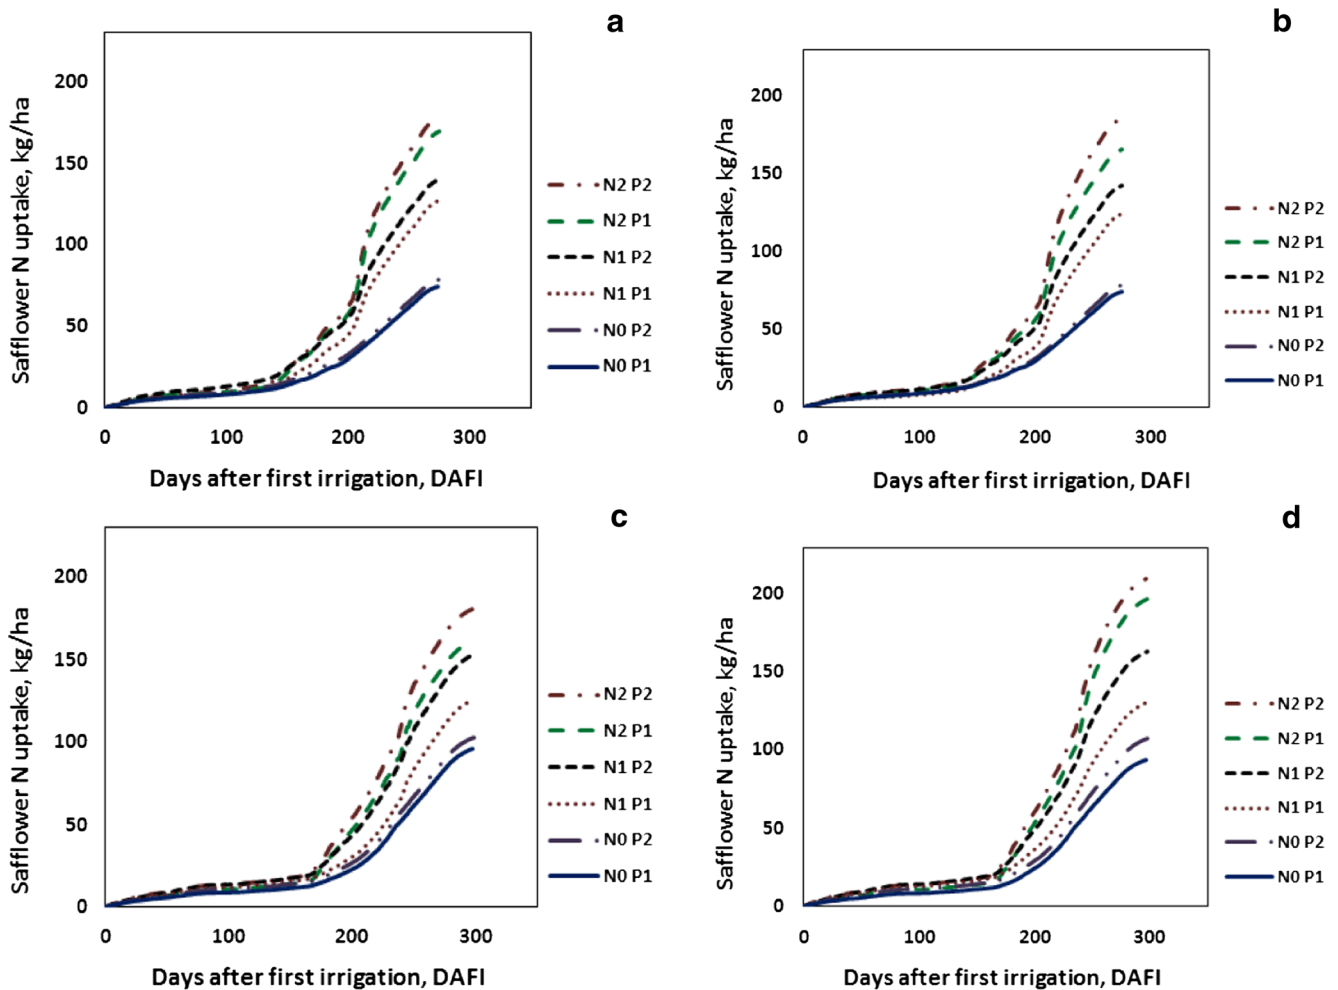 a
Safflower N uptake, kg/ha
200
150
100
50
0
0 100 200 300
Days after first irrigation, DAFI
N2 P2
N2 P1
N1 P2
N1 P1
N0 P2
N0 P1
b
Safflower N uptake, kg/ha
200
150
100
50
0
0 100 200 300
Days after first irrigation, DAFI
N2 P2
N2 P1
N1 P2
N1 P1
N0 P2
N0 P1
c
Safflower N uptake, kg/ha
200
150
100
50
0
0 100 200 300
Days after first irrigation, DAFI
N2 P2
N2 P1
N1 P2
N1 P1
N0 P2
N0 P1
d
Safflower N uptake, kg/ha
200
150
100
50
0
0 100 200 300
Days after first irrigation, DAFI
N2 P2
N2 P1
N1 P2
N1 P1
N0 P2
N0 P1